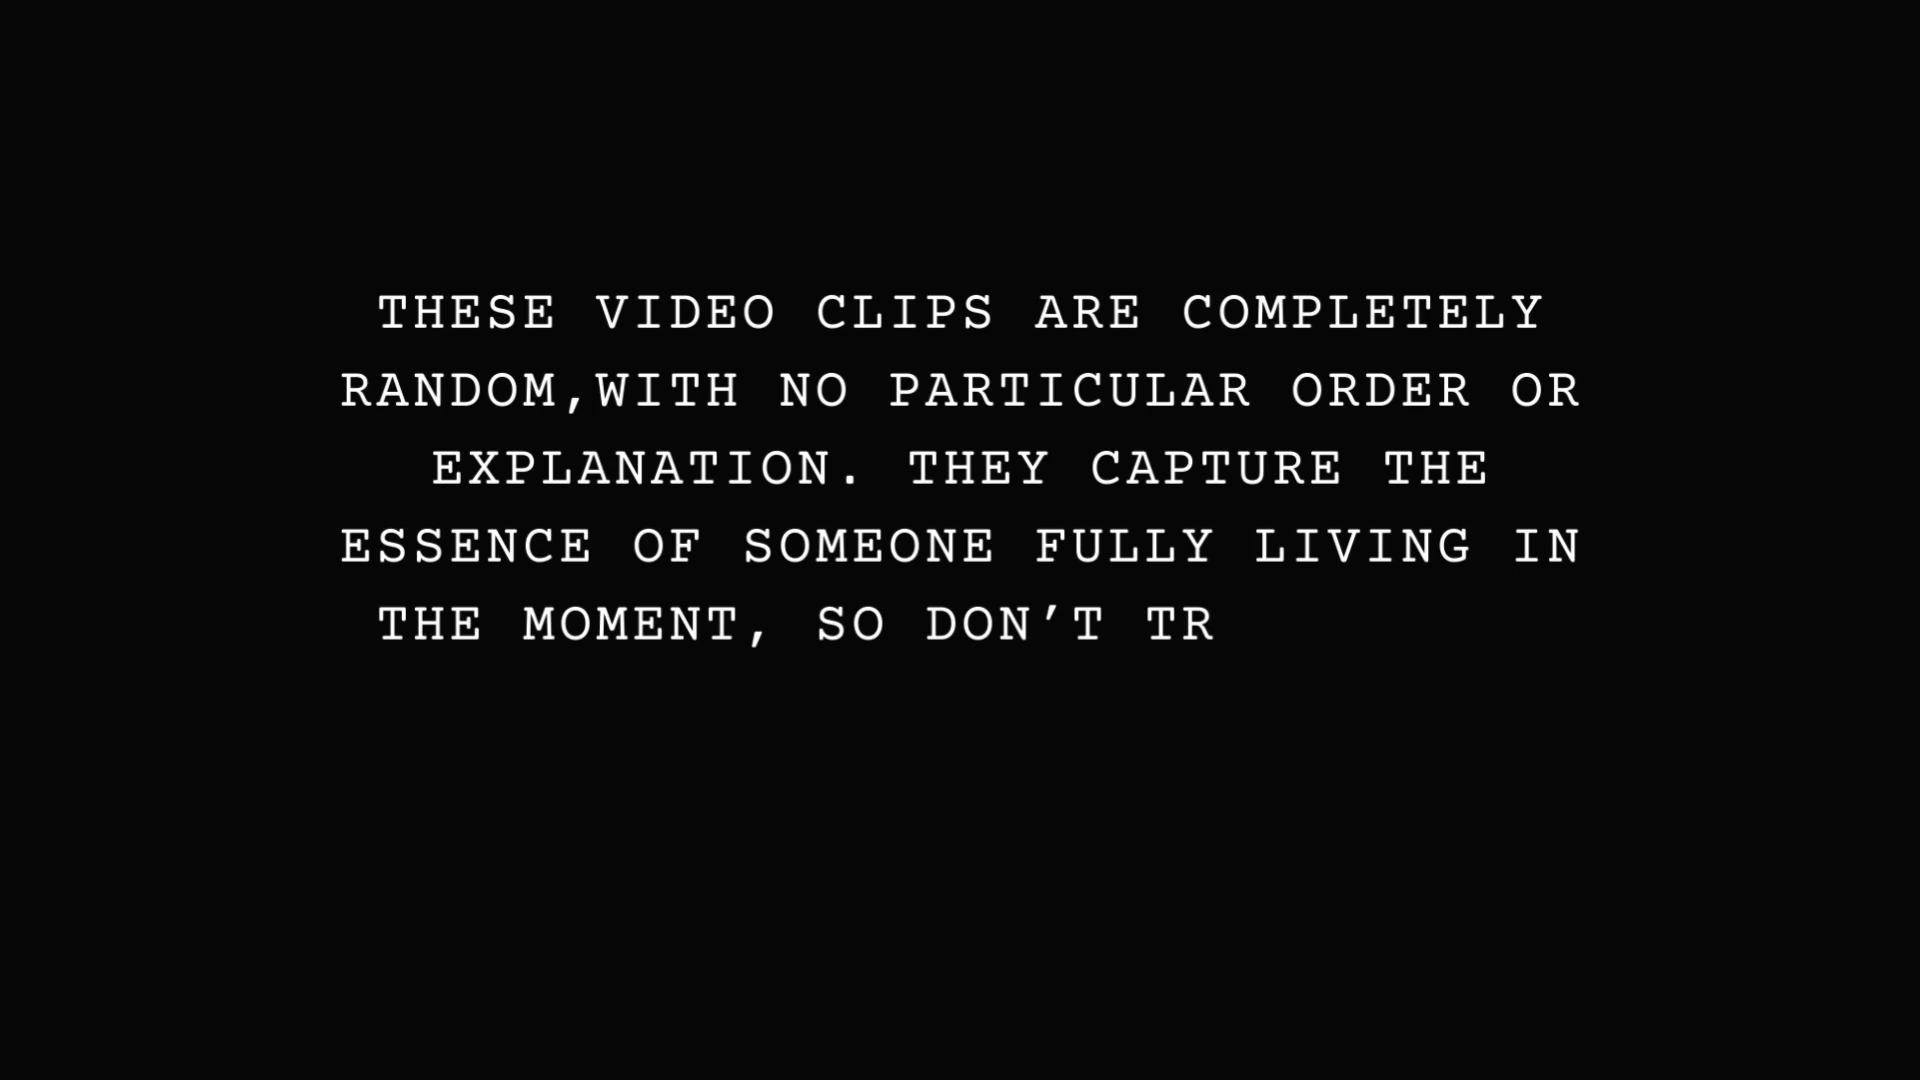 THESE VIDEO CLIPS ARE COMPLETELY
RANDOM,WITH NO PARTICULAR ORDER OR
EXPLANATION. THEY CAPTURE THE
ESSENCE OF SOMEONE FULLY LIVING IN
THE MOMENT, SO DON’T TR